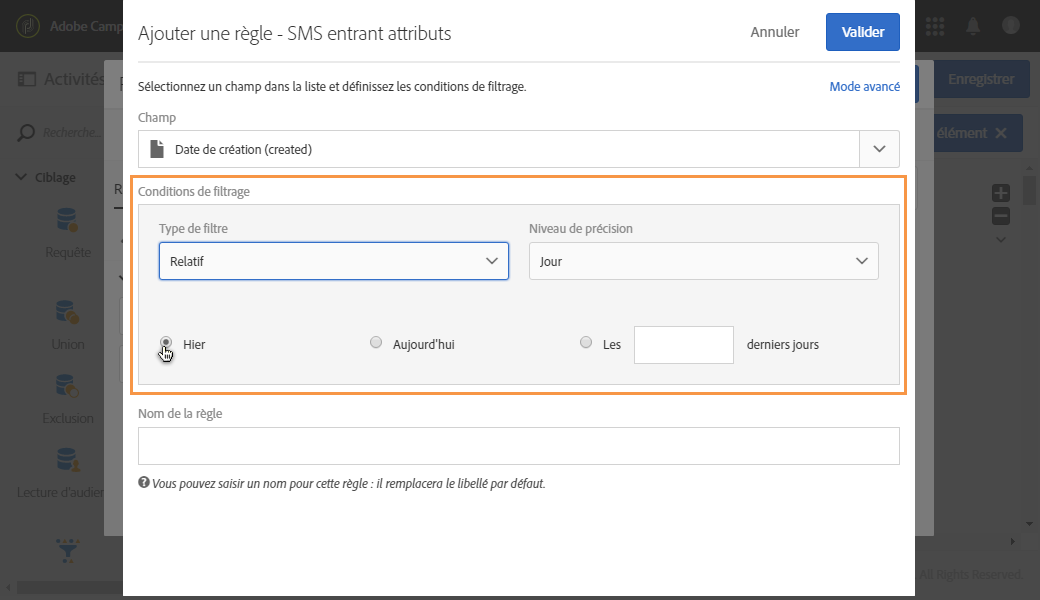 Adobe Camp
Ajouter une règle - SMS entrant attributs
Annuler
Valider
Activités
Enregistrer
Sélectionnez un champ dans la liste et définissez les conditions de filtrage.
Mode avancé
Champ
Recherche...
élément
Date de création (created)
Ciblage
Conditions de filtrage
Type de filtre
Niveau de précision
Requête
Relatif
Jour
Union
Hier
Aujourd'hui
Les
derniers jours
Exclusion
Nom de la règle
Lecture d'audien
Vous pouvez saisir un nom pour cette règle : il remplacera le libellé par défaut.
All Rights Reserved.